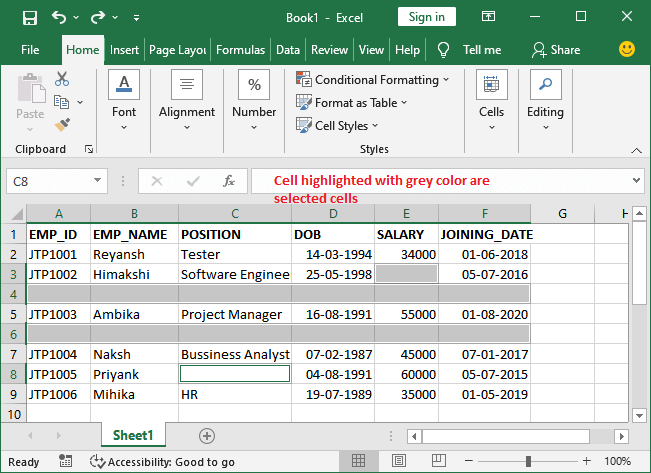 Book1 - Excel
Sign in
File Home Insert Page Layou Formulas Data Review View Help Tell me Share
Paste
Clipboard
Font
Alignment
%
Number
Conditional Formatting
Format as Table
Cell Styles
Styles
Cells
Editing
C8
fx
Cell highlighted with grey color are
selected cells
A B C D E F G H
1 EMP_ID EMP_NAME POSITION DOB SALARY JOINING_DATE
2 JTP1001 Reyansh Tester 14-03-1994 34000 01-06-2018
3 JTP1002 Himakshi Software Enginee 25-05-1998 05-07-2016
4
5 JTP1003 Ambika Project Manager 16-08-1991 55000 01-08-2020
6
7 JTP1004 Naksh Bussiness Analyst 07-02-1987 45000 07-01-2017
8 JTP1005 Priyank 04-08-1991 60000 05-07-2015
9 JTP1006 Mihika HR 19-07-1989 35000 01-05-2019
10
Sheet1
Ready Accessibility: Good to go 100%